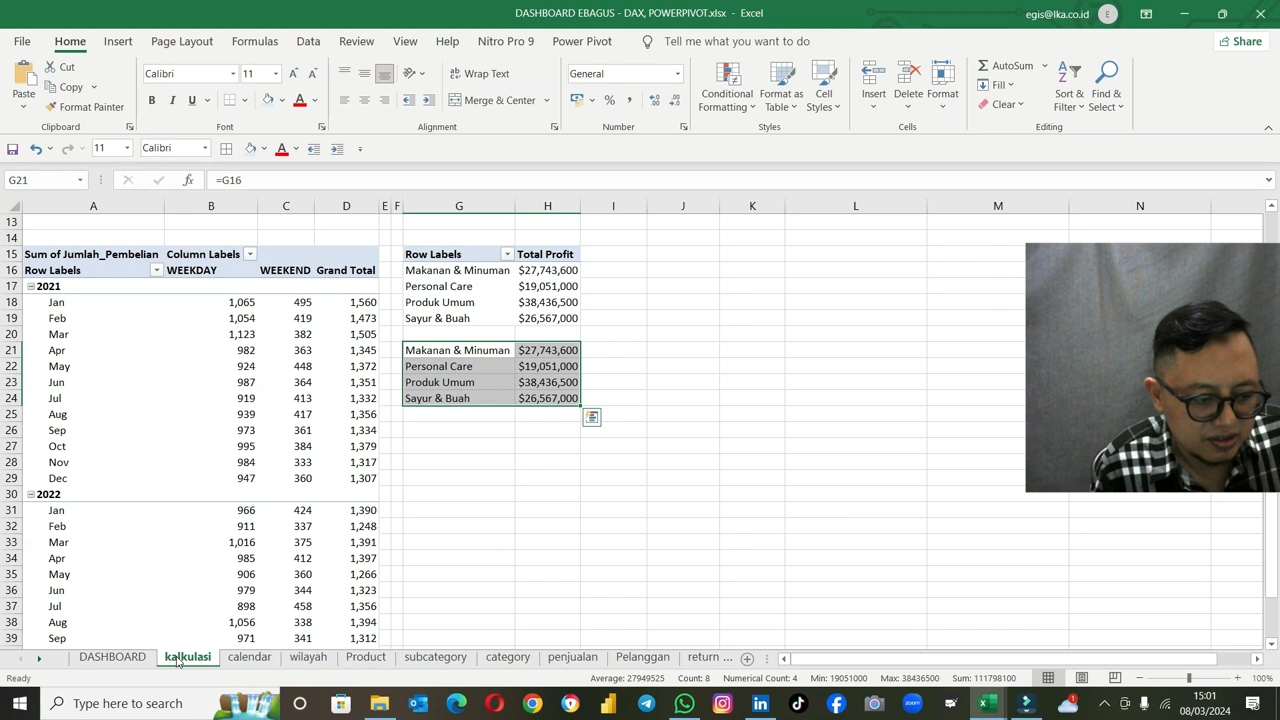 DASHBOARD EBAGUS - DAX, POWERPIVOT.xlsx - Excel
egis@lka.co.id
E
File Home Insert Page Layout Formulas Data Review View Help Nitro Pro 9 Power Pivot Tell me what you want to do Share
Paste Cut Copy Format Painter
Calibri 11 Wrap Text Merge & Center General
Conditional Formatting Format as Table Cell Styles Insert Delete Format AutoSum Fill Clear Sort & Filter Find & Select
Clipboard Font Alignment Number Styles Cells Editing
11 Calibri
G21 fx =G16
A B C D E F G H I J K L M N
13
14
15 Sum of Jumlah_Pembelian Column Labels Row Labels Total Profit
16 Row Labels WEEKDAY WEEKEND Grand Total Makanan & Minuman $27,743,600
17 2021 Personal Care $19,051,000
18 Jan 1,065 495 1,560 Produk Umum $38,436,500
19 Feb 1,054 419 1,473 Sayur & Buah $26,567,000
20 Mar 1,123 382 1,505
21 Apr 982 363 1,345 Makanan & Minuman $27,743,600
22 May 924 448 1,372 Personal Care $19,051,000
23 Jun 987 364 1,351 Produk Umum $38,436,500
24 Jul 919 413 1,332 Sayur & Buah $26,567,000
25 Aug 939 417 1,356
26 Sep 973 361 1,334
27 Oct 995 384 1,379
28 Nov 984 333 1,317
29 Dec 947 360 1,307
30 2022
31 Jan 966 424 1,390
32 Feb 911 337 1,248
33 Mar 1,016 375 1,391
34 Apr 985 412 1,397
35 May 906 360 1,266
36 Jun 979 344 1,323
37 Jul 898 458 1,356
38 Aug 1,056 338 1,394
39 Sep 971 341 1,312
DASHBOARD kalkulasi calendar wilayah Product subcategory category penjualan Pelanggan return ...
Ready Average: 27949525 Count: 8 Numerical Count: 4 Min: 19051000 Max: 38436500 Sum: 111798100 100%
Type here to search
15:01
08/03/2024